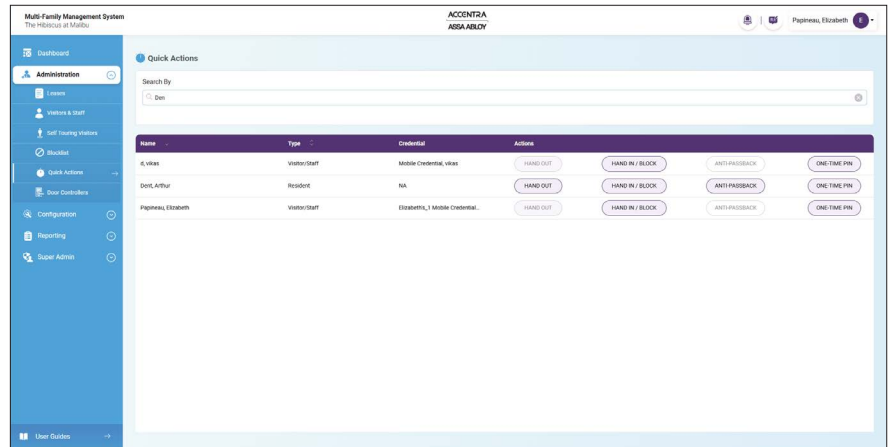 Multi-Family Management System
The Hibiscus at Malibu
ACCENTRA
ASSA ABLOY
Papineau, Elizabeth E
Dashboard
Administration
Leases
Visitors & Staff
Self Touring Visitors
Blocklist
Quick Actions
Door Controllers
Configuration
Reporting
Super Admin
User Guides
Quick Actions
Search By
Den
Name Type Credential Actions
d, vikas Visitor/Staff Mobile Credential, vikas HAND OUT HAND IN / BLOCK ANTI-PASSBACK ONE-TIME PIN
Dent, Arthur Resident NA HAND OUT HAND IN / BLOCK ANTI-PASSBACK ONE-TIME PIN
Papineau, Elizabeth Visitor/Staff Elizabeths_1 Mobile Credential... HAND OUT HAND IN / BLOCK ANTI-PASSBACK ONE-TIME PIN